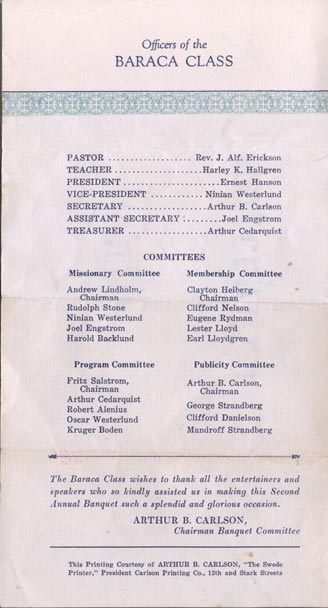 Officers of the
BARACA CLASS
PASTOR .................... Rev. J. Alf. Erickson
TEACHER .....................Harley K. Hallgren
PRESIDENT .......................Ernest Hanson
VICE-PRESIDENT ............. Ninian Westerlund
SECRETARY ...................Arthur B. Carlson
ASSISTANT SECRETARY .........Joel Engstrom
TREASURER ...................Arthur Cedarquist
COMMITTEES
Missionary Committee
Andrew Lindholm,
Chairman
Rudolph Stone
Ninian Westerlund
Joel Engstrom
Harold Backlund
Membership Committee
Clayton Heiberg
Chairman
Clifford Nelson
Eugene Rydman
Lester Lloyd
Earl Lloydgren
Program Committee
Fritz Salstrom,
Chairman
Arthur Cedarquist
Robert Alenius
Oscar Westerlund
Kruger Boden
Publicity Committee
Arthur B. Carlson,
Chairman
George Strandberg
Clifford Danielson
Mandroff Strandberg
The Baraca Class wishes to thank all the entertainers and
speakers who so kindly assisted us in making this Second
Annual Banquet such a splendid and glorious occasion.
ARTHUR B. CARLSON,
Chairman Banquet Committee
This Printing Courtesy of ARTHUR B. CARLSON, "The Swede
Printer," President Carlson Printing Co., 12th and Stark Streets